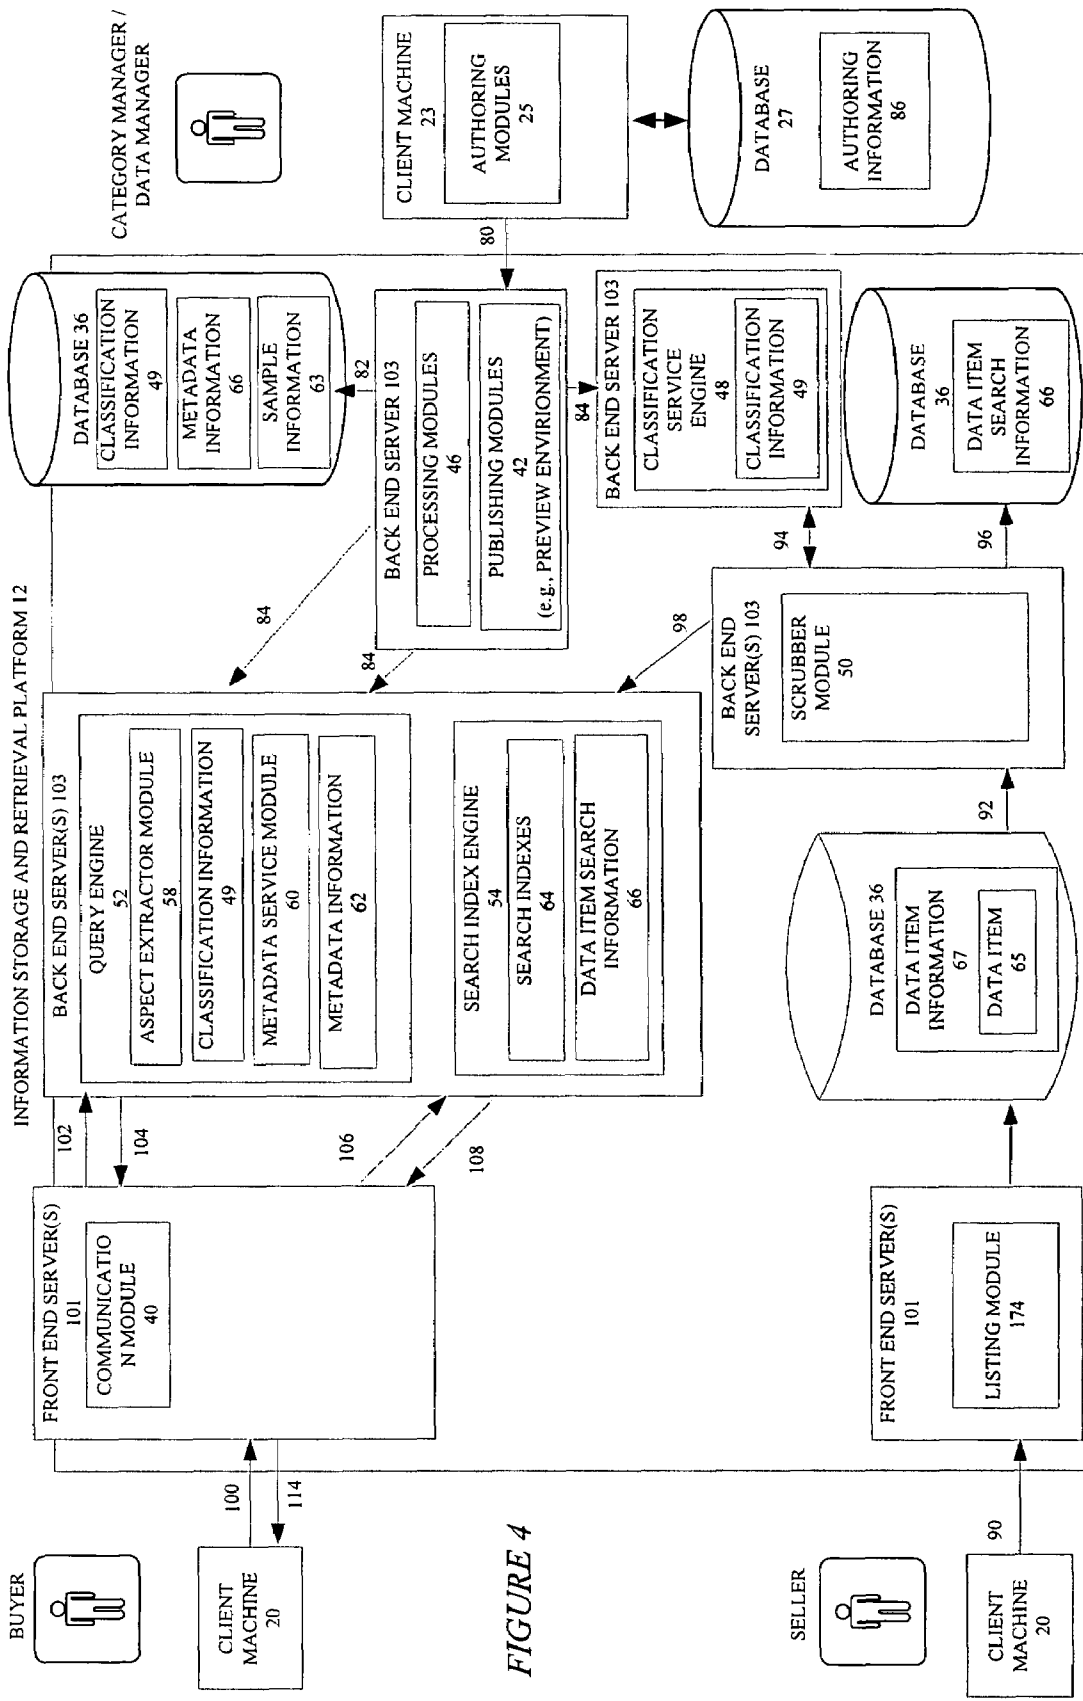 INFORMATION STORAGE AND RETRIEVAL PLATFORM 12
BUYER
CLIENT
MACHINE
20
100
114
FRONT END SERVER(S)
101
COMMUNICATIO
N MODULE
40
102
104
106
108
BACK END SERVER(S) 103
QUERY ENGINE
52
ASPECT EXTRACTOR MODULE
58
CLASSIFICATION INFORMATION
49
METADATA SERVICE MODULE
60
METADATA INFORMATION
62
SEARCH INDEX ENGINE
54
SEARCH INDEXES
64
DATA ITEM SEARCH
INFORMATION
66
84
84
98
DATABASE 36
CLASSIFICATION
INFORMATION
49
METADATA
INFORMATION
66
SAMPLE
INFORMATION
63
82
BACK END SERVER 103
PROCESSING MODULES
46
PUBLISHING MODULES
42
(e.g., PREVIEW ENVIRIONMENT)
84
80
BACK END SERVER 103
CLASSIFICATION
SERVICE
ENGINE
48
CLASSIFICATION
INFORMATION
49
94
CATEGORY MANAGER /
DATA MANAGER
CLIENT MACHINE
23
AUTHORING
MODULES
25
DATABASE
27
AUTHORING
INFORMATION
86
FIGURE 4
SELLER
CLIENT
MACHINE
20
90
FRONT END SERVER(S)
101
LISTING MODULE
174
DATABASE 36
DATA ITEM
INFORMATION
67
DATA ITEM
65
92
BACK END
SERVER(S) 103
SCRUBBER
MODULE
50
96
DATABASE
36
DATA ITEM
SEARCH
INFORMATION
66